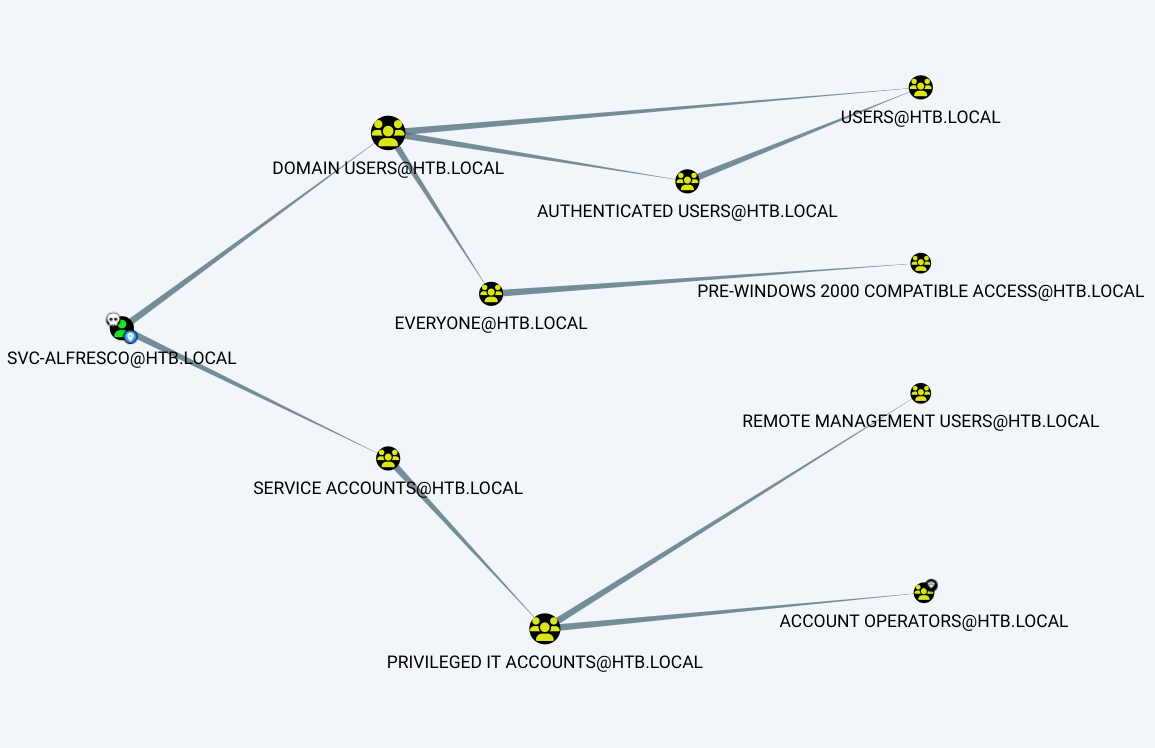 USERS@HTB.LOCAL
DOMAIN USERS@HTB.LOCAL
AUTHENTICATED USERS@HTB.LOCAL
PRE-WINDOWS 2000 COMPATIBLE ACCESS@HTB.LOCAL
EVERYONE@HTB.LOCAL
SVC-ALFRESCO@HTB.LOCAL
REMOTE MANAGEMENT USERS@HTB.LOCAL
SERVICE ACCOUNTS@HTB.LOCAL
ACCOUNT OPERATORS@HTB.LOCAL
PRIVILEGED IT ACCOUNTS@HTB.LOCAL